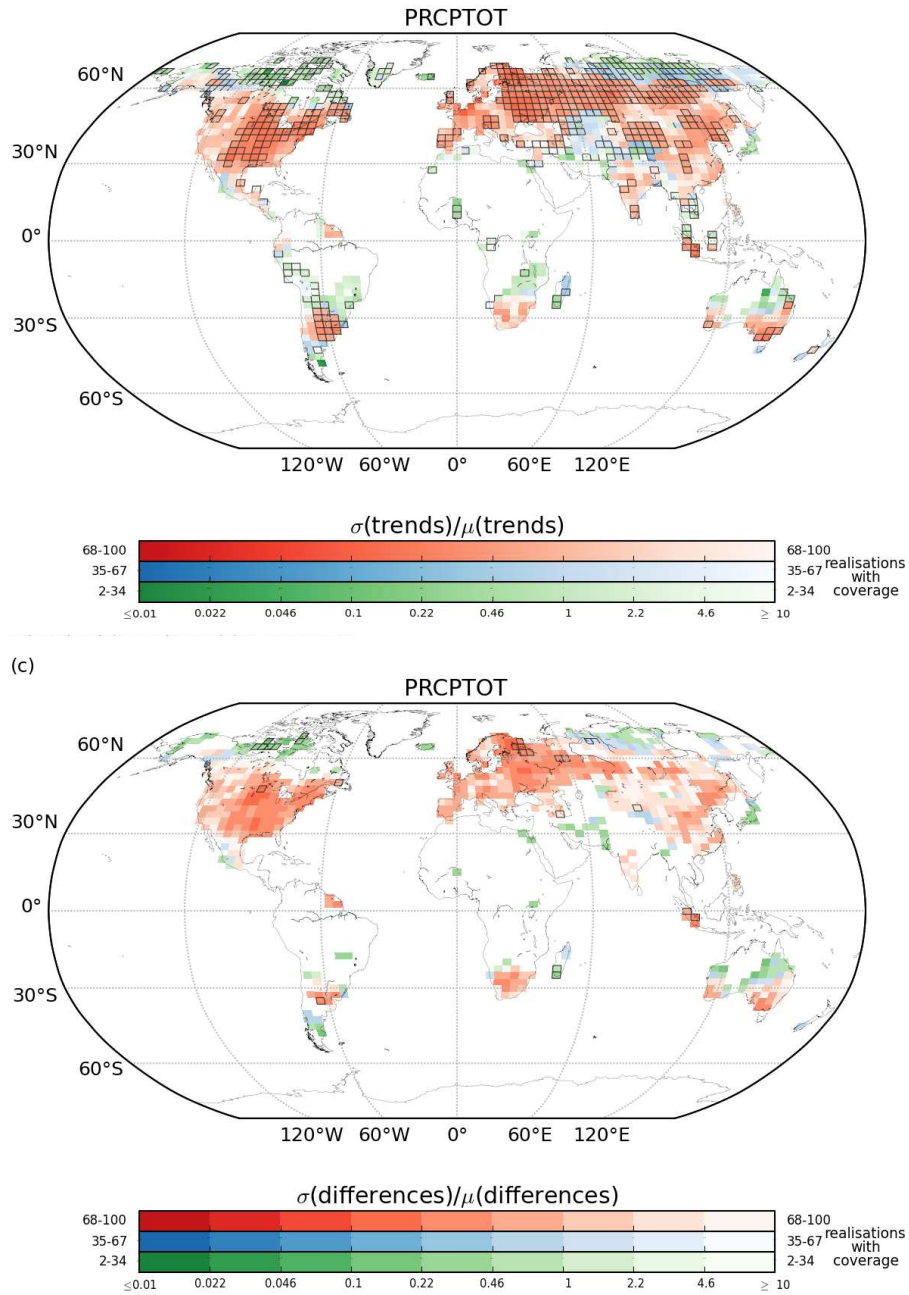 PRCPTOT
60°N
30°N
0°
30°S
60°S
120°W 60°W 0° 60°E 120°E
σ(trends)/μ(trends)
68-100 68-100
35-67 35-67 realisations
with
2-34 2-34 coverage
≤0.01 0.022 0.046 0.1 0.22 0.46 1 2.2 4.6 ≥ 10
(c)
PRCPTOT
60°N
30°N
0°
30°S
60°S
120°W 60°W 0° 60°E 120°E
σ(differences)/μ(differences)
68-100 68-100
35-67 35-67 realisations
with
2-34 2-34 coverage
≤0.01 0.022 0.046 0.1 0.22 0.46 1 2.2 4.6 ≥ 10